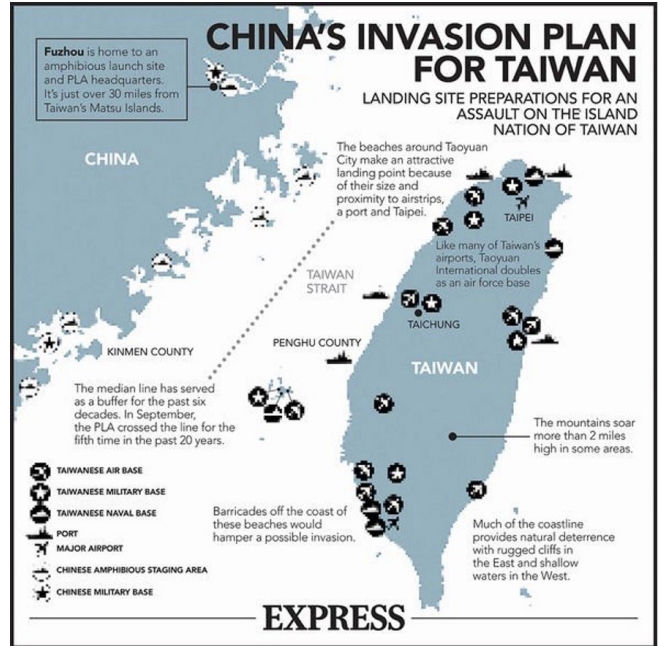 CHINA'S INVASION PLAN
FOR TAIWAN
LANDING SITE PREPARATIONS FOR AN
ASSAULT ON THE ISLAND
NATION OF TAIWAN
Fuzhou is home to an
amphibious launch site
and PLA headquarters.
It's just over 30 miles from
Taiwan's Matsu Islands.
CHINA
The beaches around Taoyuan
City make an attractive
landing point because
of their size and
proximity to airstrips,
a port and Taipei.
TAIPEI
Like many of Taiwan's
airports, Taoyuan
International doubles
as an air force base
TAIWAN
STRAIT
TAICHUNG
KINMEN COUNTY
PENGHU COUNTY
TAIWAN
The median line has served
as a buffer for the past six
decades. In September,
the PLA crossed the line for the
fifth time in the past 20 years.
The mountains soar
more than 2 miles
high in some areas.
TAIWANESE AIR BASE
TAIWANESE MILITARY BASE
TAIWANESE NAVAL BASE
PORT
MAJOR AIRPORT
CHINESE AMPHIBIOUS STAGING AREA
CHINESE MILITARY BASE
Barricades off the coast of
these beaches would
hamper a possible invasion.
Much of the coastline
provides natural deterrence
with rugged cliffs in
the East and shallow
waters in the West.
EXPRESS